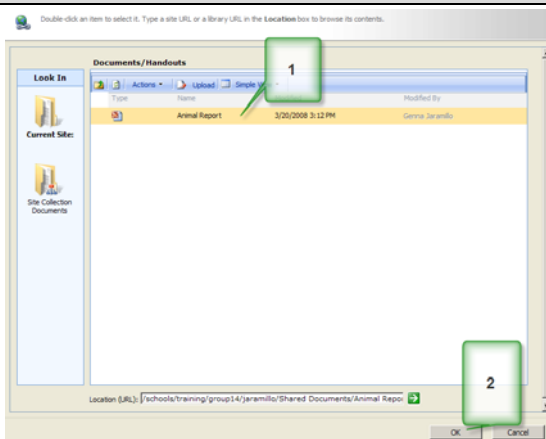 Double-click an item to select it. Type a site URL or a library URL in the Location box to browse its contents.
Documents/Handouts
Look In
Actions Upload Simple
1
Type Name Modified By
Animal Report 3/20/2008 3:12 PM Genna Jaramillo
Current Site:
Site Collection
Documents
Location (URL): /schools/training/group14/jaramillo/Shared Documents/Animal Repo
2
OK Cancel